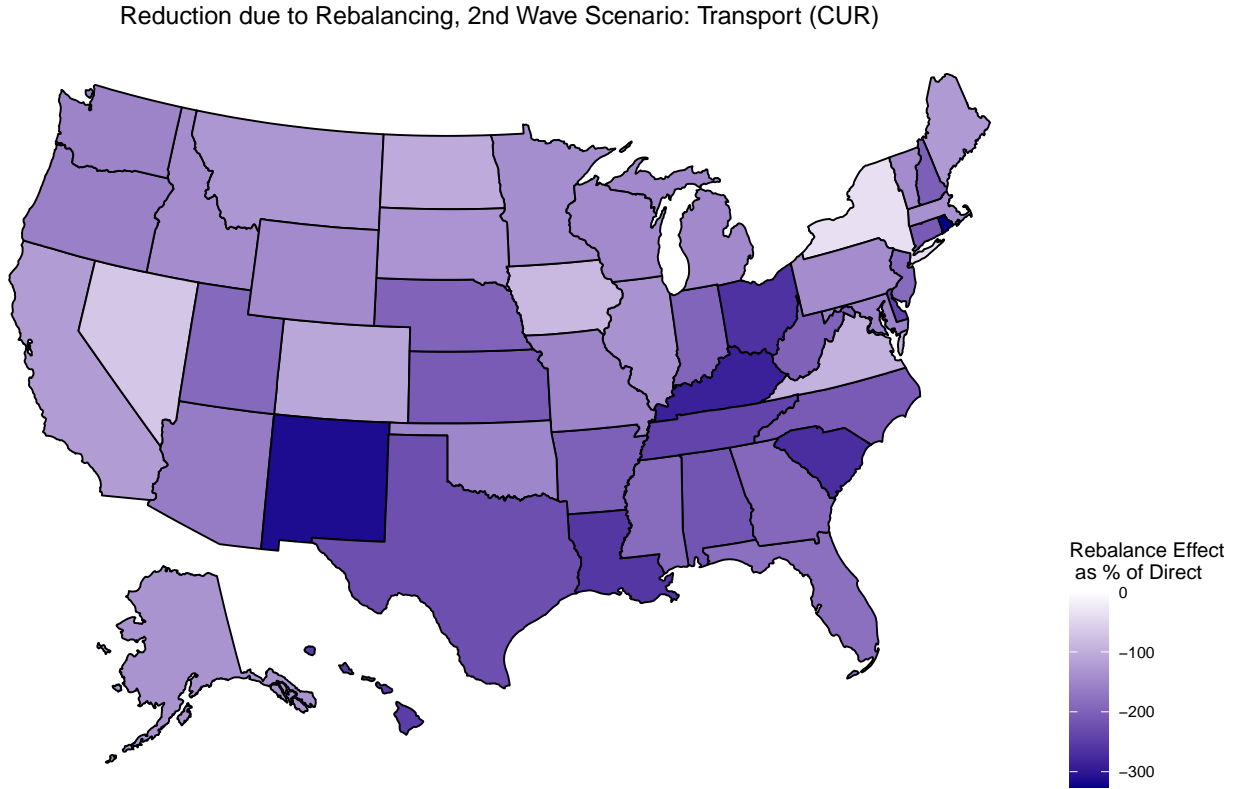 Reduction due to Rebalancing, 2nd Wave Scenario: Transport (CUR)
Rebalance Effect
as % of Direct
0
−100
−200
−300